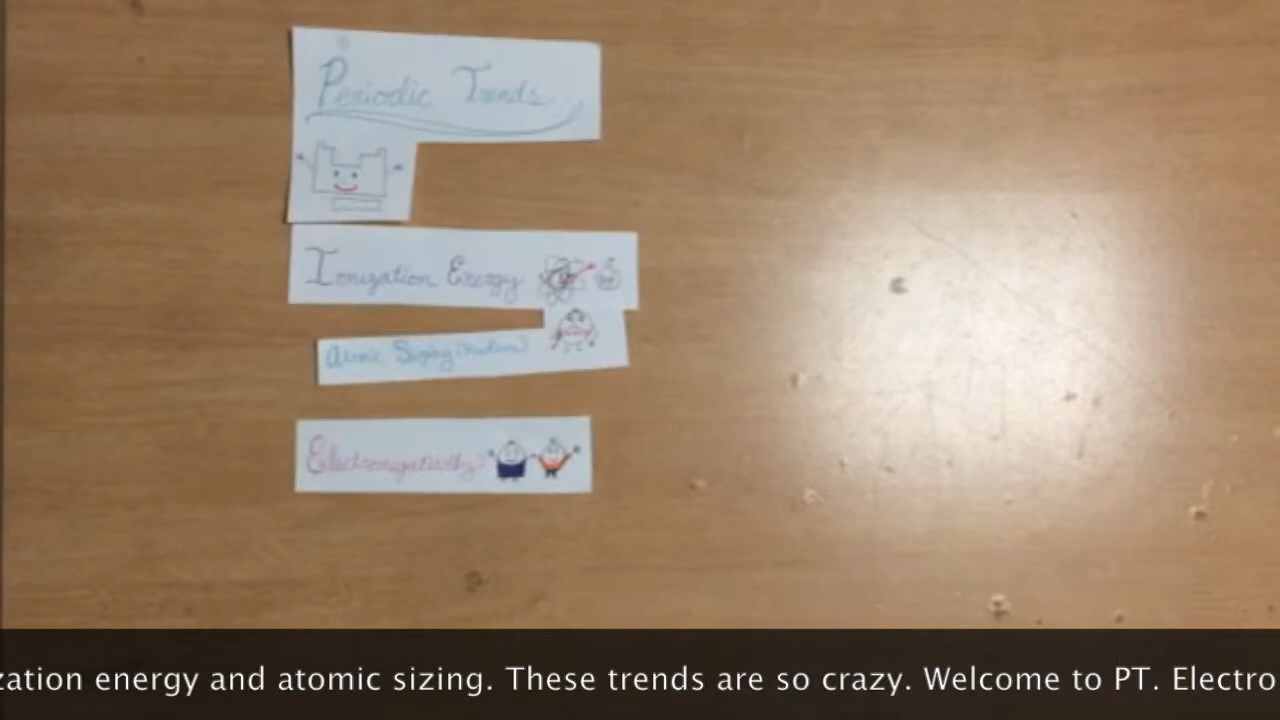 Periodic Trends
Ionization Energy
Atomic Sizing (Radius)
Electronegativity
zation energy and atomic sizing. These trends are so crazy. Welcome to PT. Electro